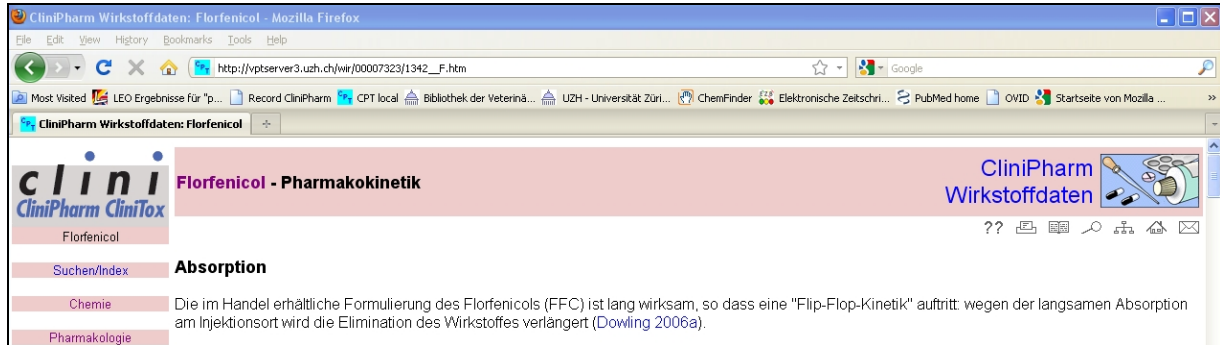 CliniPharm Wirkstoffdaten: Florfenicol - Mozilla Firefox
File Edit View History Bookmarks Tools Help
http://vptserver3.uzh.ch/wir/00007323/1342__F.htm Google
Most Visited LEO Ergebnisse für "p... Record CliniPharm CPT local Bibliothek der Veterinä... UZH - Universität Züri... ChemFinder Elektronische Zeitschri... PubMed home OVID Startseite von Mozilla ... »
CliniPharm Wirkstoffdaten: Florfenicol
clini
CliniPharm CliniTox
Florfenicol - Pharmakokinetik
CliniPharm
Wirkstoffdaten
??
Florfenicol
Suchen/Index
Chemie
Pharmakologie
Absorption
Die im Handel erhältliche Formulierung des Florfenicols (FFC) ist lang wirksam, so dass eine "Flip-Flop-Kinetik" auftritt: wegen der langsamen Absorption
am Injektionsort wird die Elimination des Wirkstoffes verlängert (Dowling 2006a).